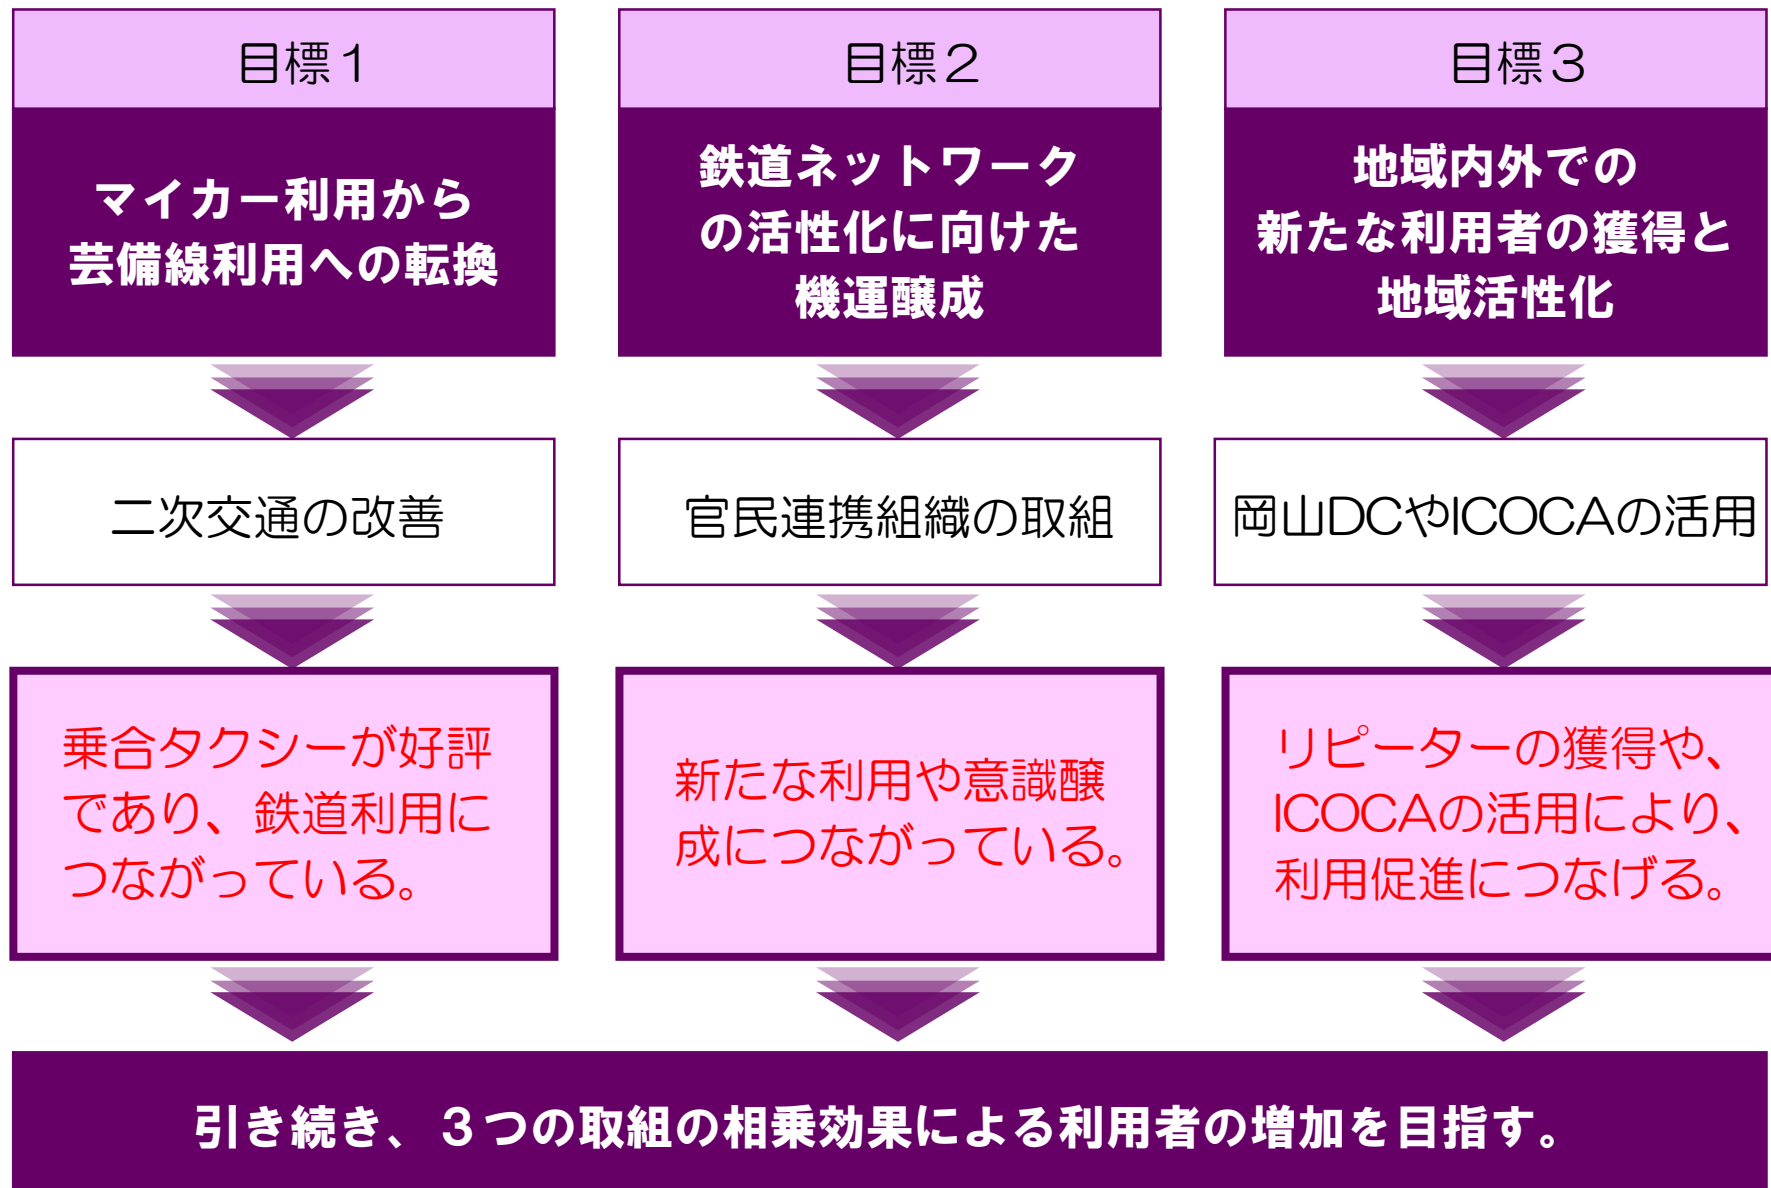 目標１
マイカー利用から
芸備線利用への転換
二次交通の改善
乗合タクシーが好評
であり、鉄道利用に
つながっている。
目標２
鉄道ネットワーク
の活性化に向けた
機運醸成
官民連携組織の取組
新たな利用や意識醸
成につながっている。
目標３
地域内外での
新たな利用者の獲得と
地域活性化
岡山DCやICOCAの活用
リピーターの獲得や、
ICOCAの活用により、
利用促進につなげる。
引き続き、３つの取組の相乗効果による利用者の増加を目指す。